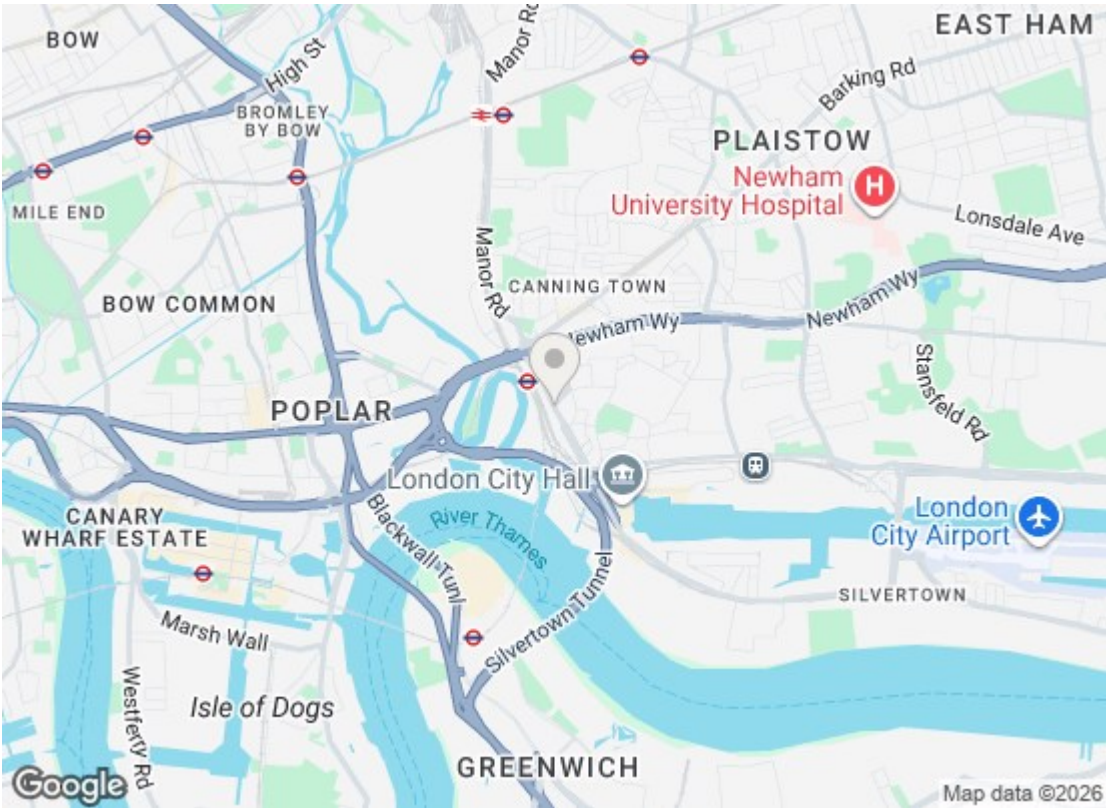 EAST HAM
BOW
High St
Manor Rd
Barking Rd
BROMLEY
BY BOW
PLAISTOW
Newham
University Hospital
H
MILE END
Lonsdale Ave
Manor Rd
CANNING TOWN
BOW COMMON
Newham Wy
Newham Wy
Stansfeld Rd
POPLAR
London City Hall
CANARY
WHARF ESTATE
Blackwall Tunl
River Thames
London
City Airport
Silvertown Tunnel
SILVERTOWN
Marsh Wall
Westferry Rd
Isle of Dogs
GREENWICH
Google
Map data ©2026